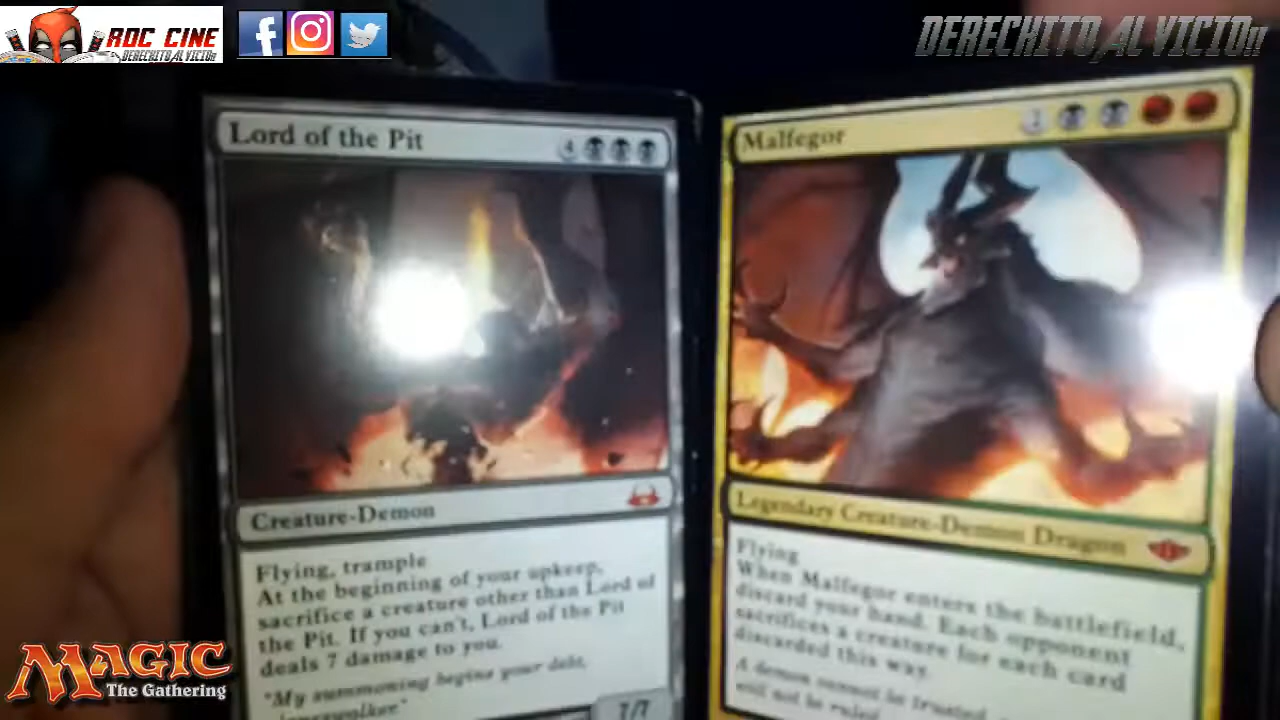 ROC CINE
DERECHITO AL VICIO!!
DERECHITO AL VICIO!!
Lord of the Pit
4
Creature-Demon
Flying, trample
At the beginning of your upkeep,
sacrifice a creature other than Lord of
the Pit. If you can't, Lord of the Pit
deals 7 damage to you.
"My summoning begins your debt,
7/7
Malfegor
2
Legendary Creature-Demon Dragon
Flying
When Malfegor enters the battlefield,
discard your hand. Each opponent
sacrifices a creature for each card
discarded this way.
A demon cannot be trusted
will not be ruled
MAGIC
The Gathering